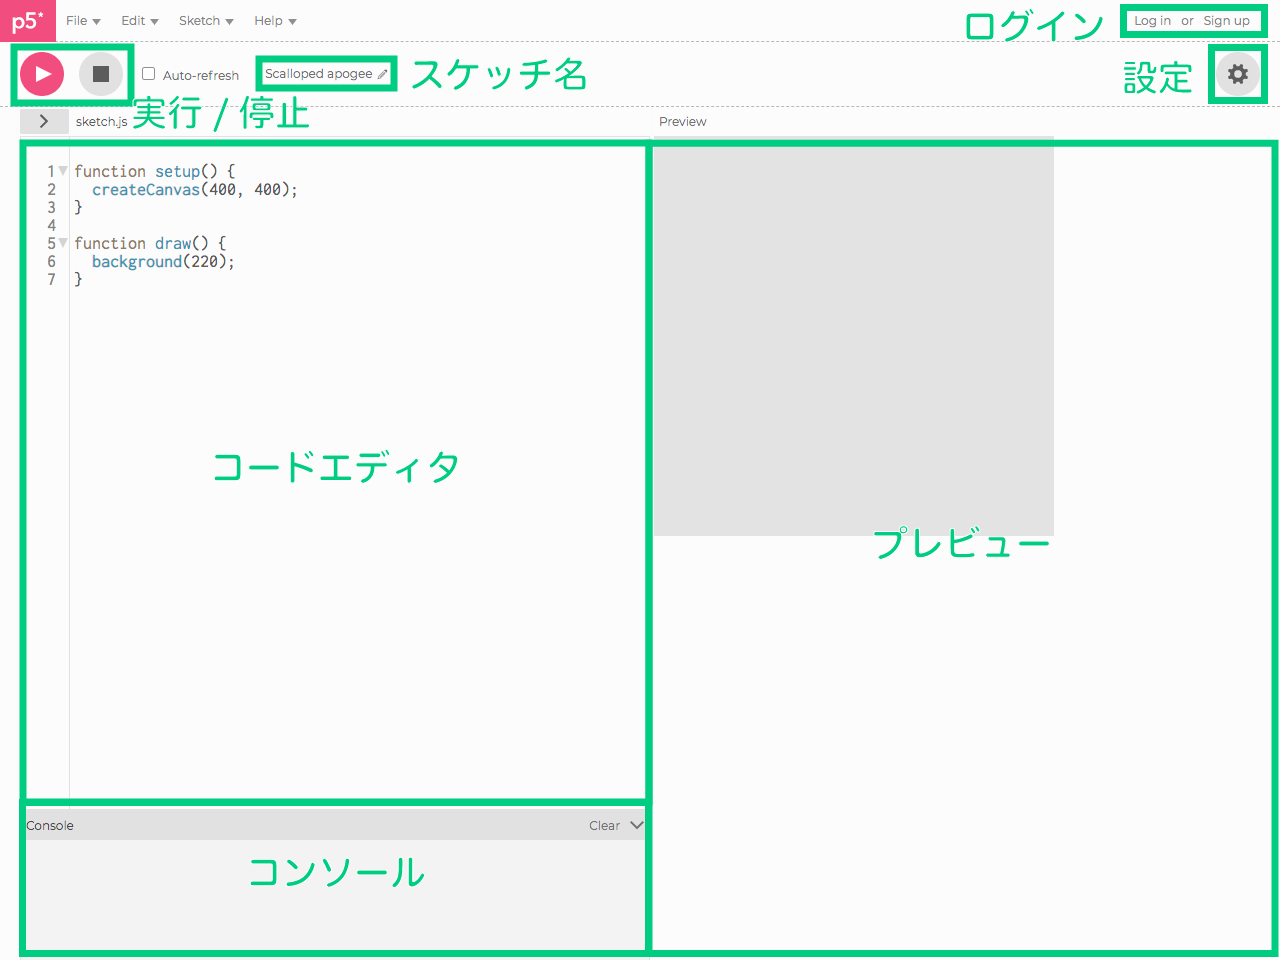 p5* File Edit Sketch Help ログイン Log in or Sign up
Auto-refresh Scalloped apogee スケッチ名 設定
実行 / 停止
sketch.js Preview
1 function setup() {
2 createCanvas(400, 400);
3 }
4
5 function draw() {
6 background(220);
7 }
コードエディタ
プレビュー
Console Clear
コンソール